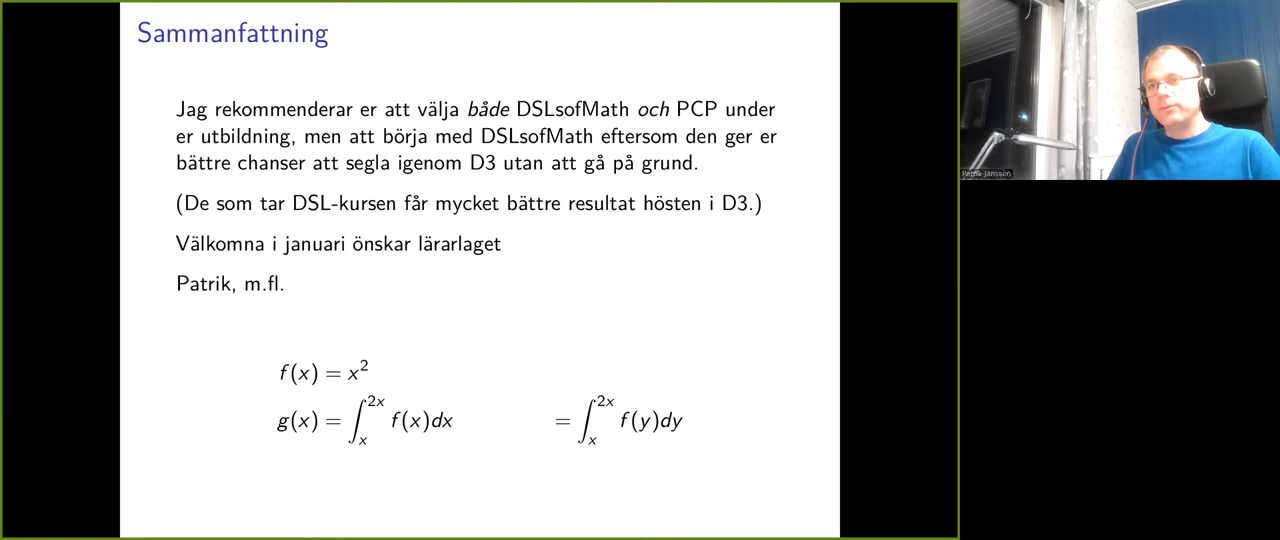 Sammanfattning
Jag rekommenderar er att välja både DSLsofMath och PCP under
er utbildning, men att börja med DSLsofMath eftersom den ger er
bättre chanser att segla igenom D3 utan att gå på grund.
(De som tar DSL-kursen får mycket bättre resultat hösten i D3.)
Välkomna i januari önskar lärarlaget
Patrik, m.fl.
f(x) = x²
g(x) = ∫ₓ²ˣ f(x)dx = ∫ₓ²ˣ f(y)dy
Patrik Jansson